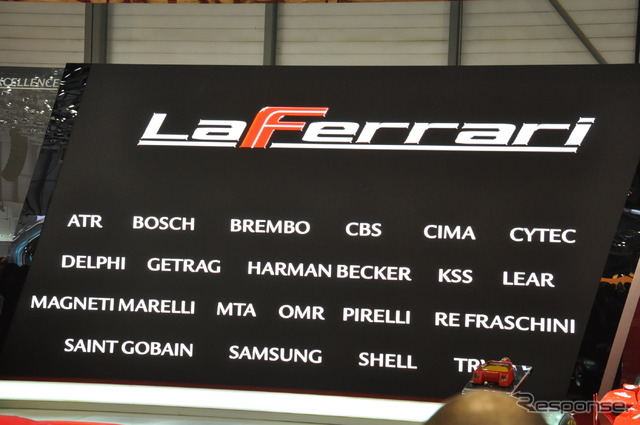 XCELLENCE
LaFerrari
ATR BOSCH BREMBO CBS CIMA CYTEC
DELPHI GETRAG HARMAN BECKER KSS LEAR
MAGNETI MARELLI MTA OMR PIRELLI RE FRASCHINI
SAINT GOBAIN SAMSUNG SHELL
Response.